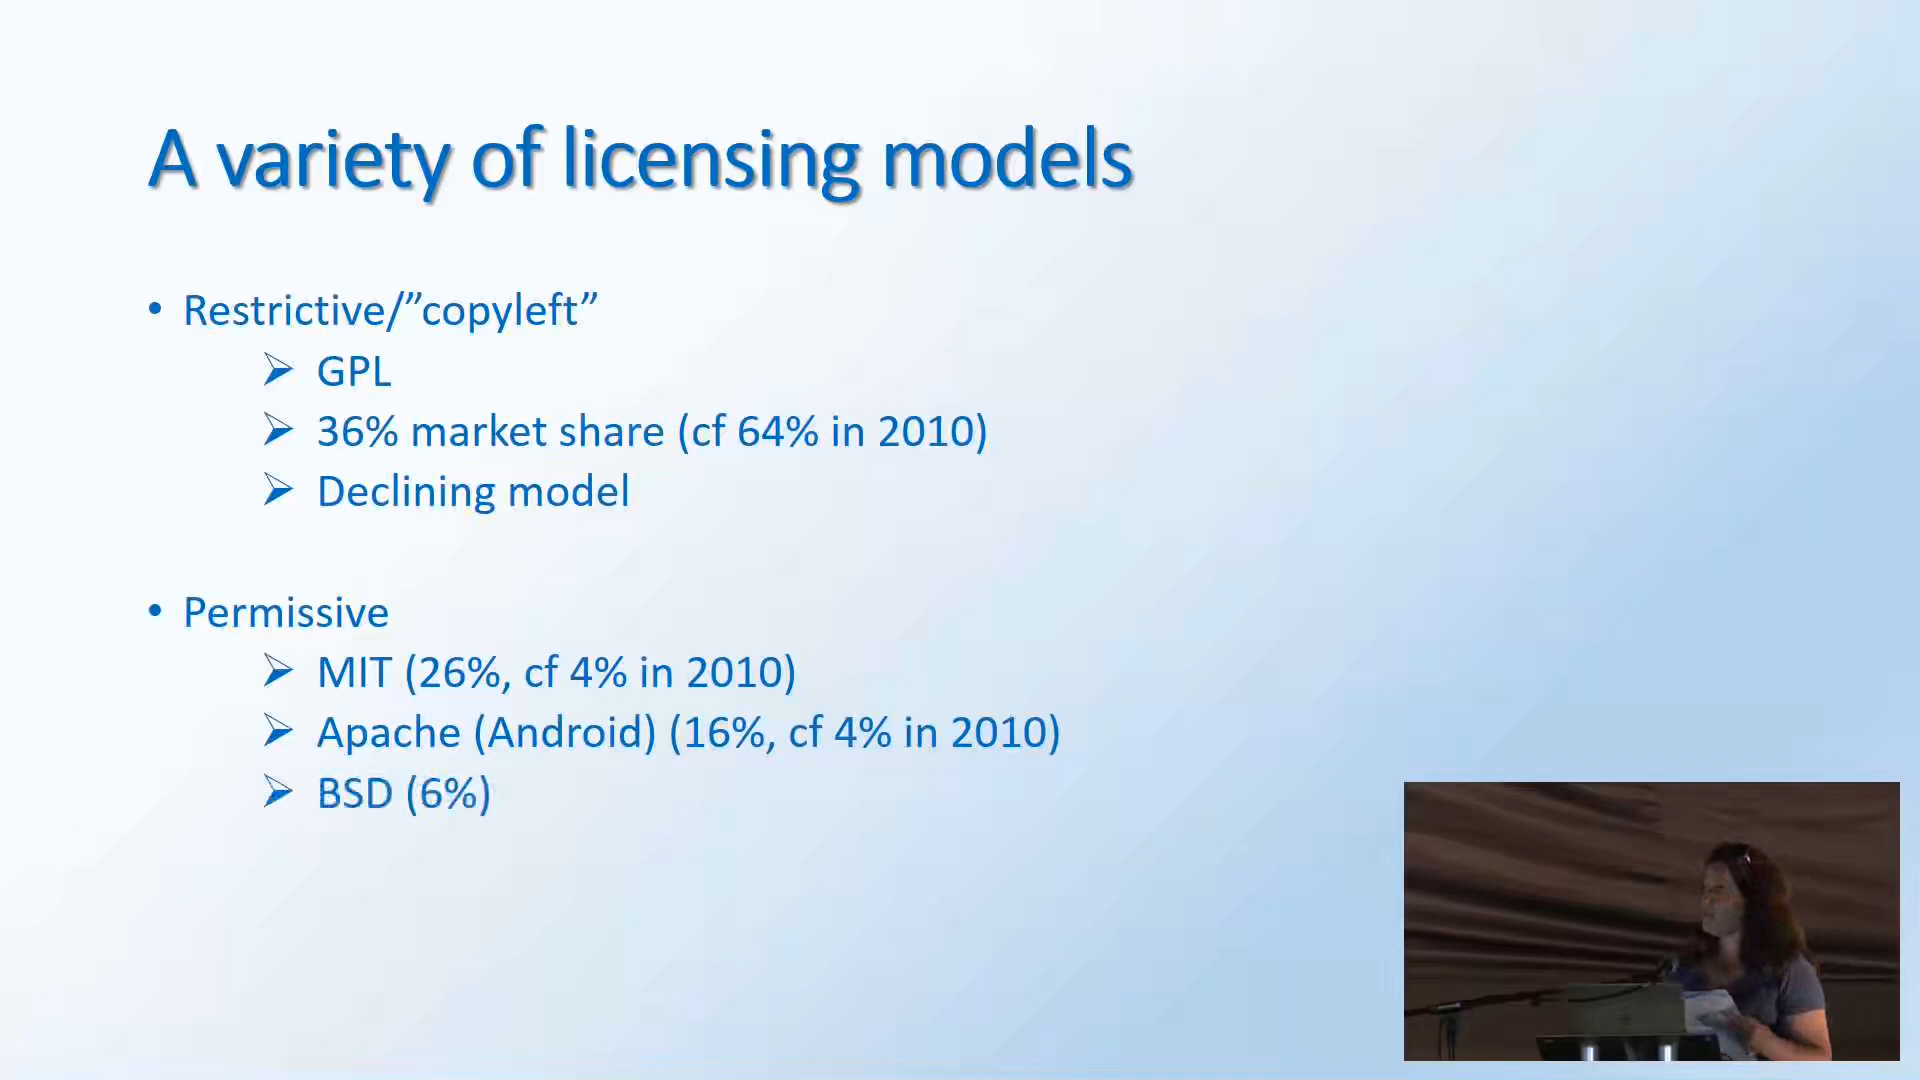 A variety of licensing models
• Restrictive/”copyleft”
➢ GPL
➢ 36% market share (cf 64% in 2010)
➢ Declining model
• Permissive
➢ MIT (26%, cf 4% in 2010)
➢ Apache (Android) (16%, cf 4% in 2010)
➢ BSD (6%)